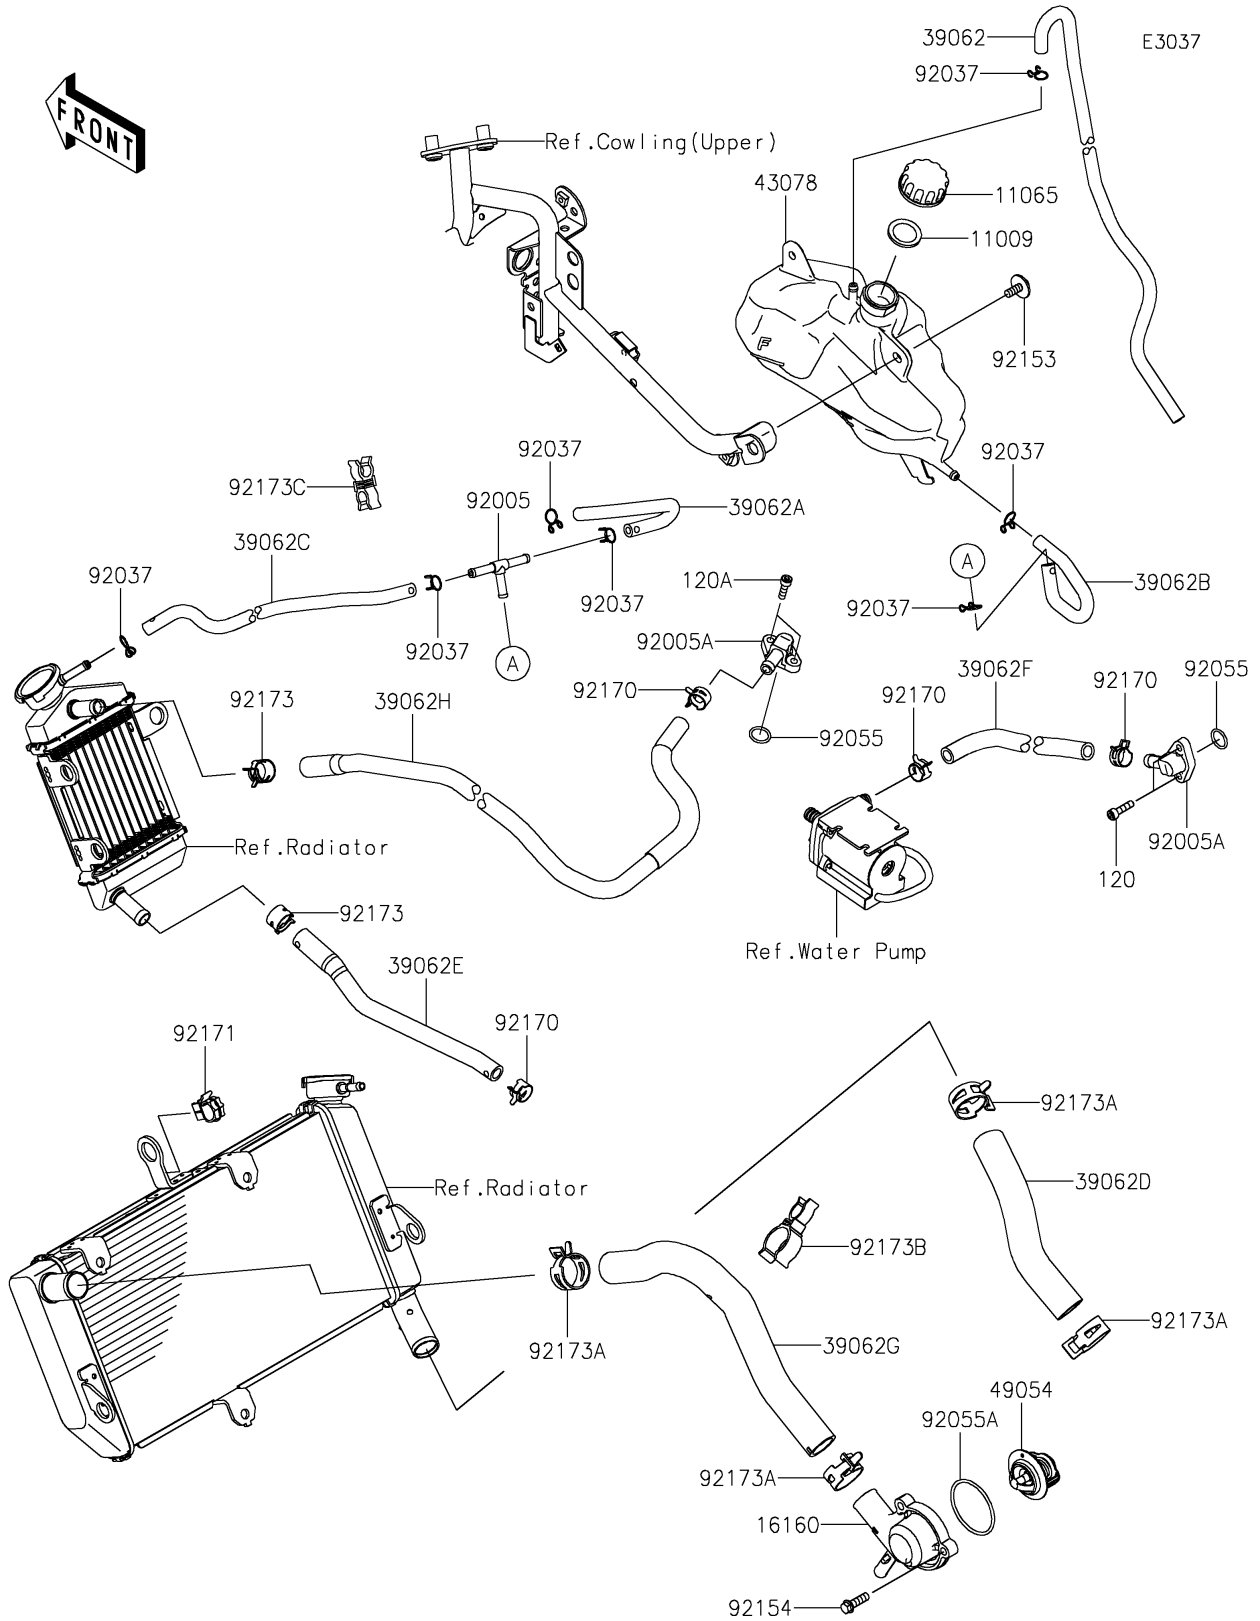 39062
E3037
92037
FRONT
Ref.Cowling(Upper)
43078
11065
11009
92153
92037
92037
92173C
92005
39062A
39062C
92037
120A
A
39062B
92037
92037
92005A
92037
A
39062F
92055
92173
39062H
92170
92170
92170
92055
Ref.Radiator
92005A
120
92173
Ref.Water Pump
39062E
92170
92171
92173A
39062D
Ref.Radiator
92173B
92173A
92173A
39062G
49054
92055A
92173A
16160
92154
F